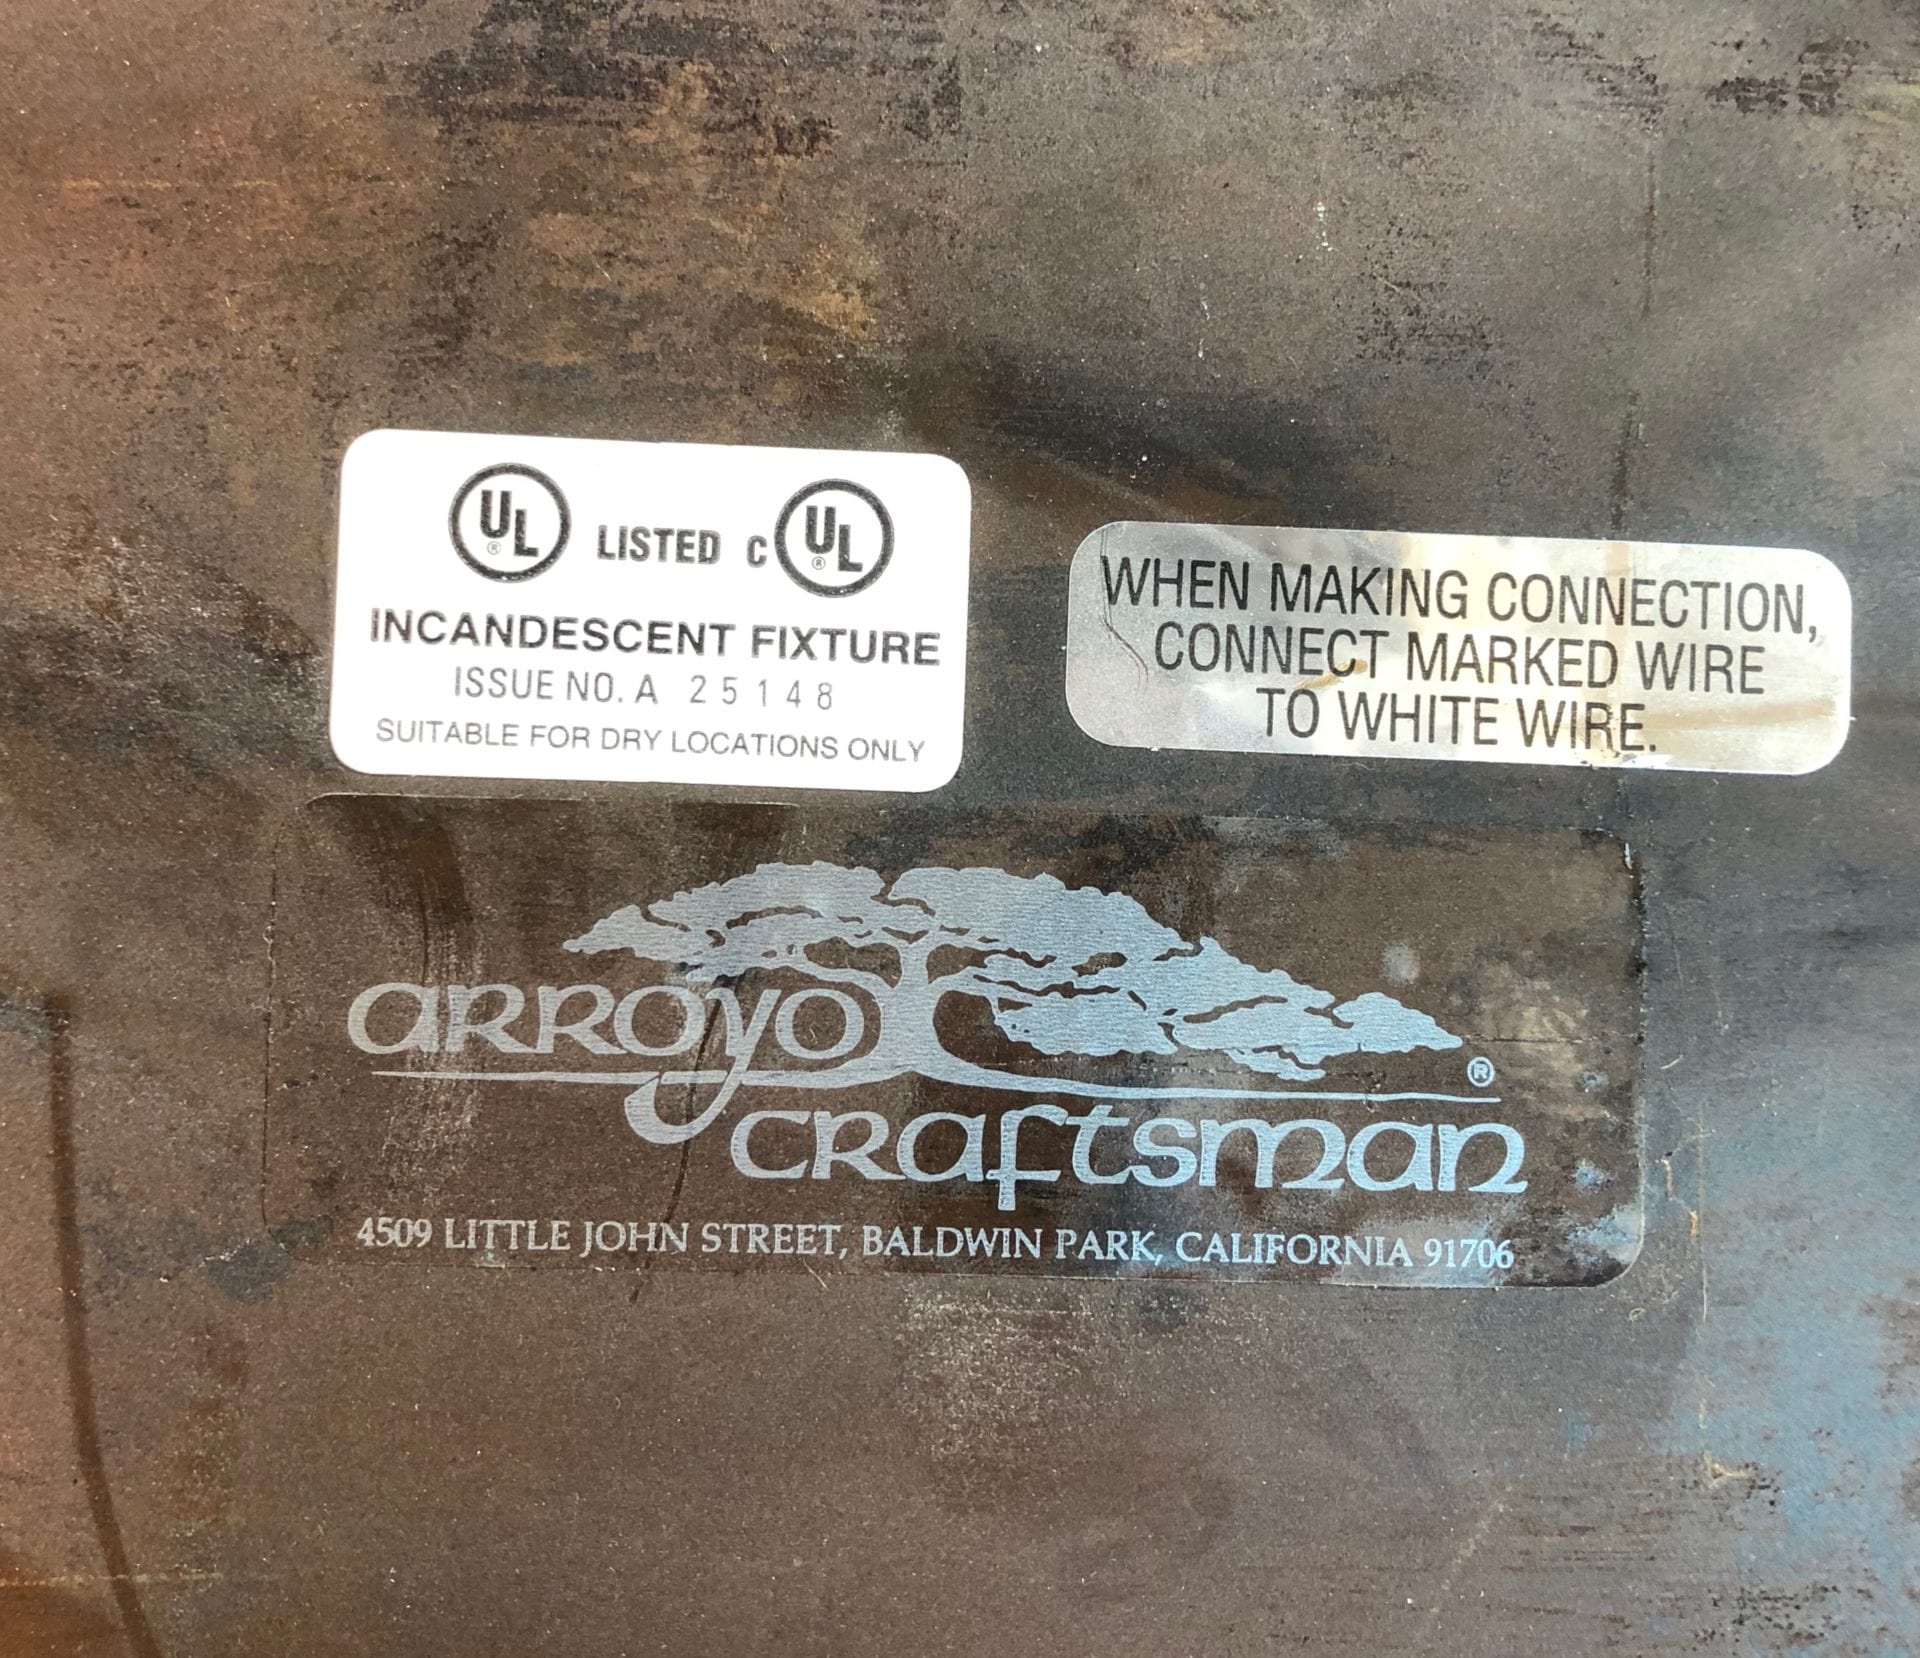 UL® LISTED C UL®
INCANDESCENT FIXTURE
ISSUE NO. A 25148
SUITABLE FOR DRY LOCATIONS ONLY
WHEN MAKING CONNECTION,
CONNECT MARKED WIRE
TO WHITE WIRE.
arroyo
craftsman ®
4509 LITTLE JOHN STREET, BALDWIN PARK, CALIFORNIA 91706